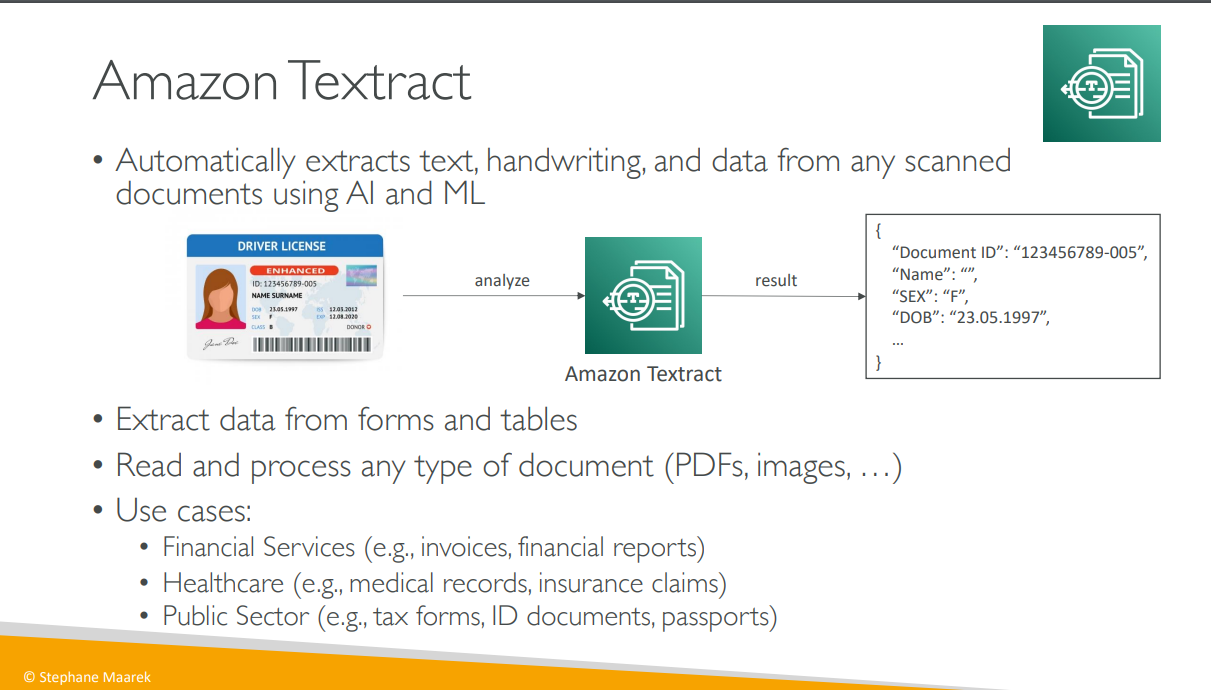 Amazon Textract
• Automatically extracts text, handwriting, and data from any scanned
documents using AI and ML
DRIVER LICENSE
ENHANCED
ID: 123456789-005
NAME SURNAME
DOB 23.05.1997 ISS 12.05.2012
SEX F EXP 12.08.2020
CLASS B DONOR
Jane Doe
analyze
Amazon Textract
result
{
“Document ID”: “123456789-005”,
“Name”: “”,
“SEX”: “F”,
“DOB”: “23.05.1997”,
...
}
• Extract data from forms and tables
• Read and process any type of document (PDFs, images, …)
• Use cases:
• Financial Services (e.g., invoices, financial reports)
• Healthcare (e.g., medical records, insurance claims)
• Public Sector (e.g., tax forms, ID documents, passports)
© Stephane Maarek